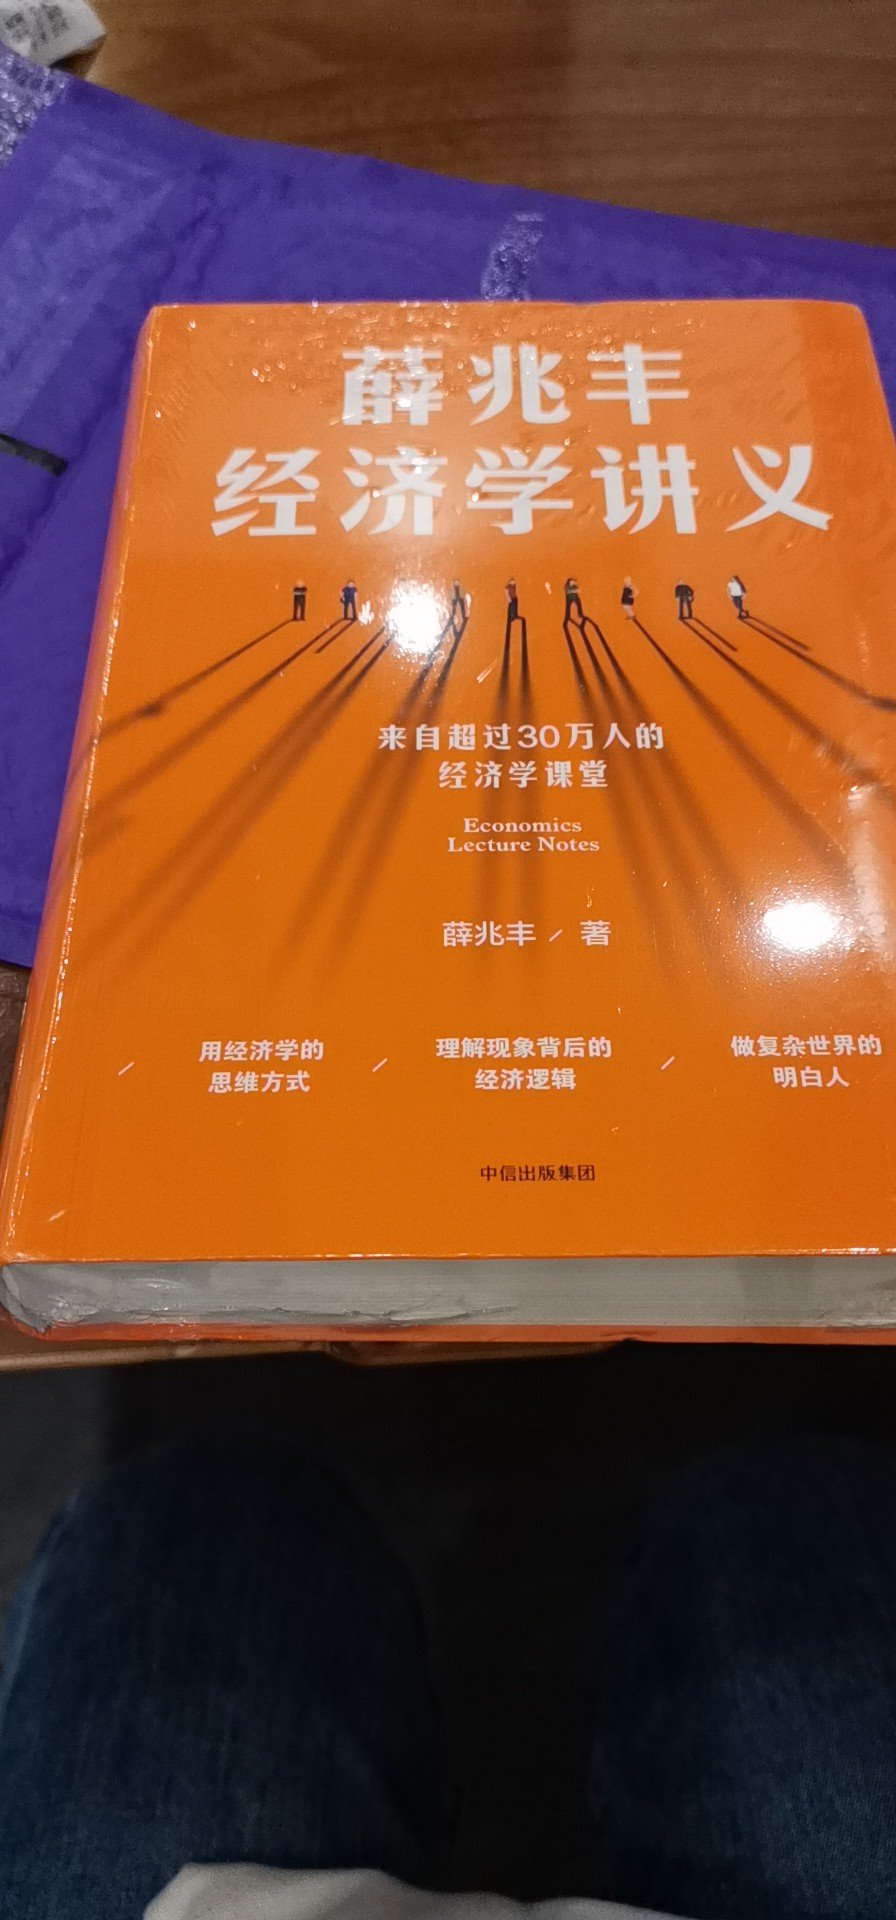 薛兆丰
经济学讲义
来自超过30万人的
经济学课堂
Economics
Lecture Notes
薛兆丰 / 著
/ 用经济学的
思维方式
/ 理解现象背后的
经济逻辑
/ 做复杂世界的
明白人
中信出版集团